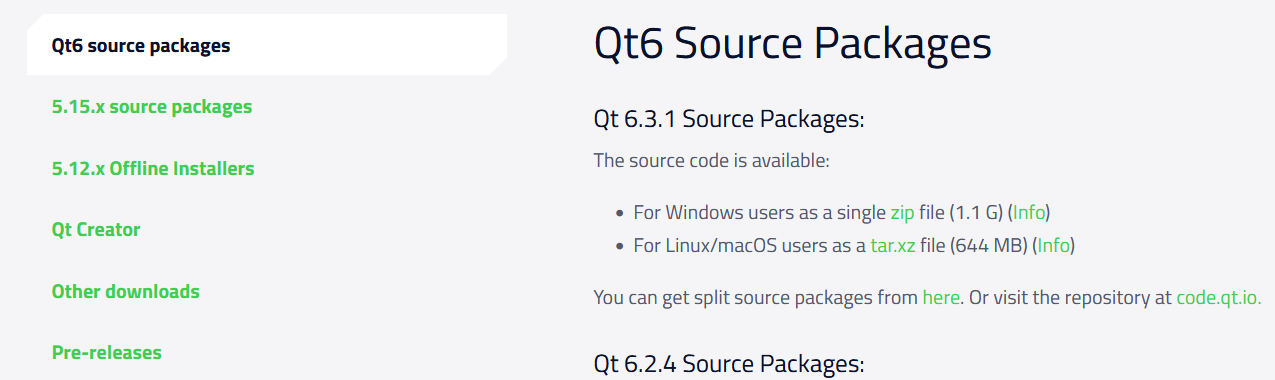 Qt6 source packages
5.15.x source packages
5.12.x Offline Installers
Qt Creator
Other downloads
Pre-releases
Qt6 Source Packages
Qt 6.3.1 Source Packages:
The source code is available:
• For Windows users as a single zip file (1.1 G) (Info)
• For Linux/macOS users as a tar.xz file (644 MB) (Info)
You can get split source packages from here. Or visit the repository at code.qt.io.
Qt 6.2.4 Source Packages: